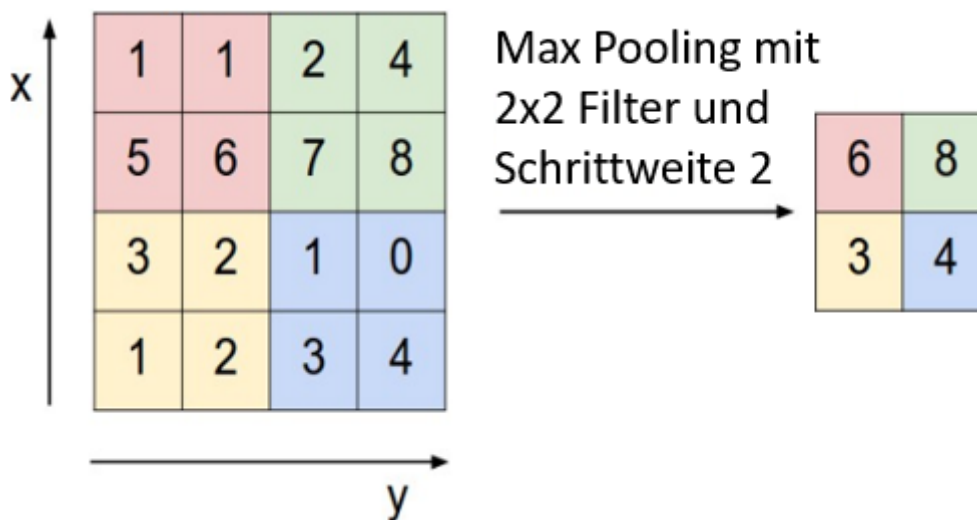 x
1 1 2 4
5 6 7 8
3 2 1 0
1 2 3 4
y
Max Pooling mit
2x2 Filter und
Schrittweite 2
6 8
3 4